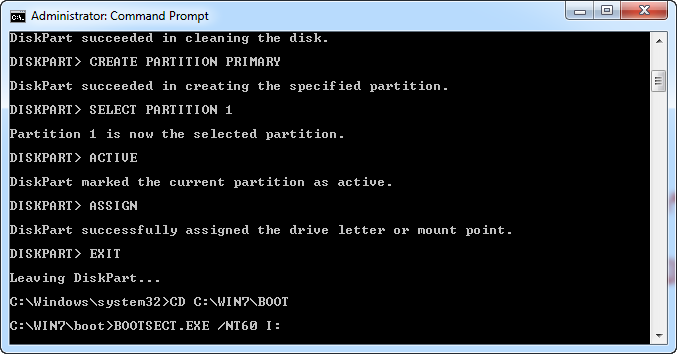 Administrator: Command Prompt
DiskPart succeeded in cleaning the disk.
DISKPART> CREATE PARTITION PRIMARY
DiskPart succeeded in creating the specified partition.
DISKPART> SELECT PARTITION 1
Partition 1 is now the selected partition.
DISKPART> ACTIVE
DiskPart marked the current partition as active.
DISKPART> ASSIGN
DiskPart successfully assigned the drive letter or mount point.
DISKPART> EXIT
Leaving DiskPart...
C:\Windows\system32>CD C:\WIN7\BOOT
C:\WIN7\boot>BOOTSECT.EXE /NT60 I: